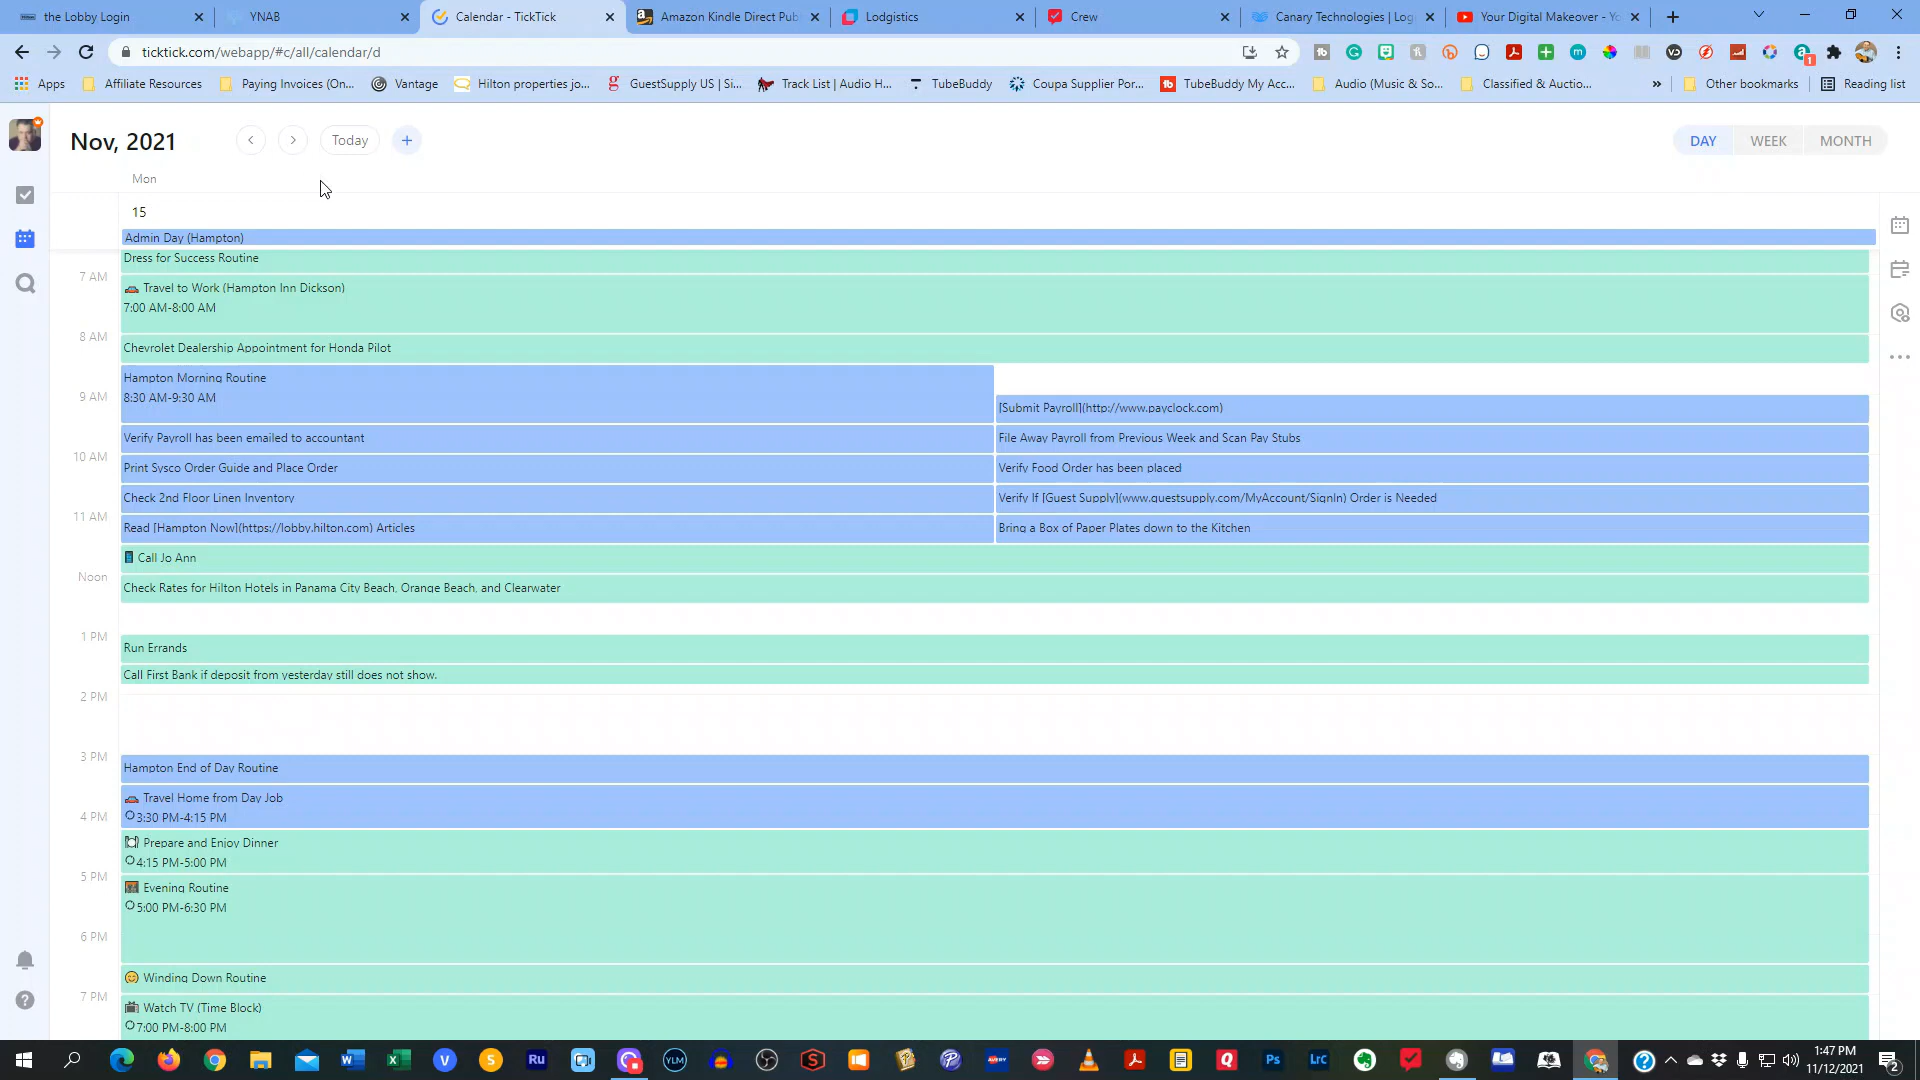 the Lobby Login
YNAB
Calendar - TickTick
Amazon Kindle Direct Pub
Lodgistics
Crew
Canary Technologies | Log
Your Digital Makeover - Yo
ticktick.com/webapp/#c/all/calendar/d
Apps
Affiliate Resources
Paying Invoices (On...
Vantage
Hilton properties jo...
GuestSupply US | Si...
Track List | Audio H...
TubeBuddy
Coupa Supplier Por...
TubeBuddy My Acc...
Audio (Music & So...
Classified & Auctio...
Other bookmarks
Reading list
Nov, 2021
Today
DAY
WEEK
MONTH
Mon
15
Admin Day (Hampton)
Dress for Success Routine
7 AM
Travel to Work (Hampton Inn Dickson)
7:00 AM-8:00 AM
8 AM
Chevrolet Dealership Appointment for Honda Pilot
Hampton Morning Routine
8:30 AM-9:30 AM
9 AM
[Submit Payroll](http://www.payclock.com)
Verify Payroll has been emailed to accountant
File Away Payroll from Previous Week and Scan Pay Stubs
10 AM
Print Sysco Order Guide and Place Order
Verify Food Order has been placed
Check 2nd Floor Linen Inventory
Verify If [Guest Supply](www.guestsupply.com/MyAccount/SignIn) Order is Needed
11 AM
Read [Hampton Now](https://lobby.hilton.com) Articles
Bring a Box of Paper Plates down to the Kitchen
Call Jo Ann
Noon
Check Rates for Hilton Hotels in Panama City Beach, Orange Beach, and Clearwater
1 PM
Run Errands
Call First Bank if deposit from yesterday still does not show.
2 PM
3 PM
Hampton End of Day Routine
Travel Home from Day Job
3:30 PM-4:15 PM
4 PM
Prepare and Enjoy Dinner
4:15 PM-5:00 PM
5 PM
Evening Routine
5:00 PM-6:30 PM
6 PM
Winding Down Routine
7 PM
Watch TV (Time Block)
7:00 PM-8:00 PM
1:47 PM
11/12/2021